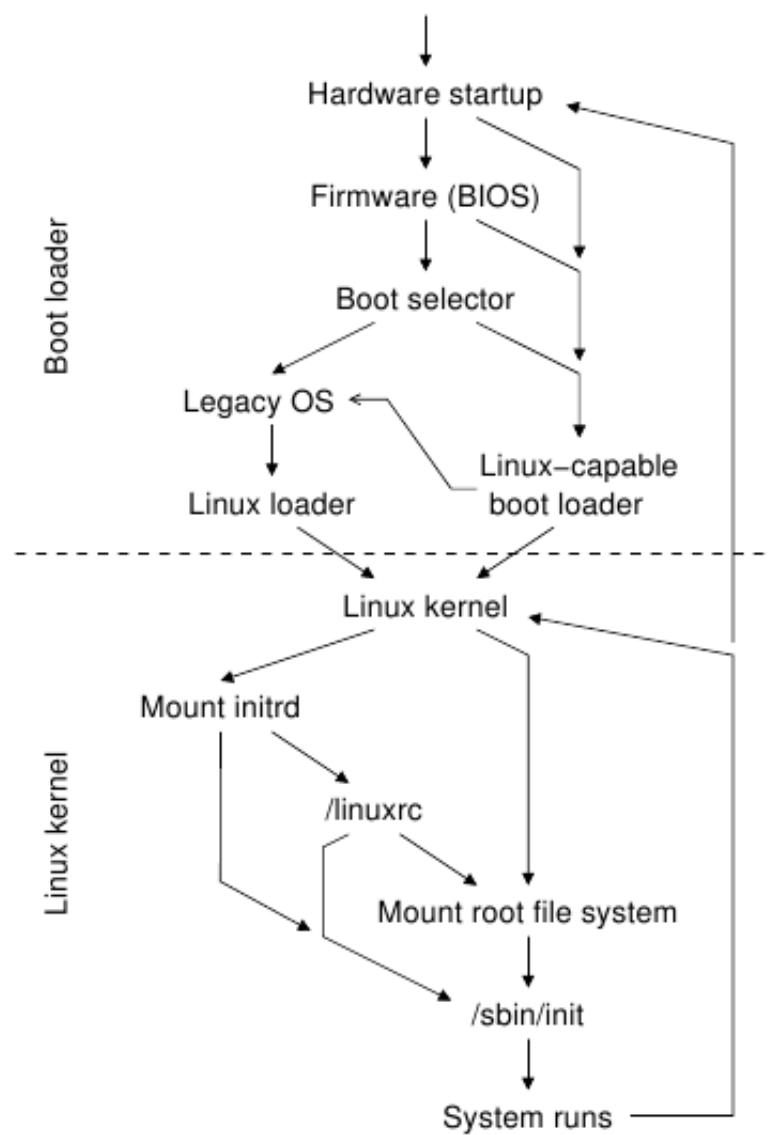 Hardware startup
Firmware (BIOS)
Boot loader
Boot selector
Legacy OS
Linux−capable
boot loader
Linux loader
Linux kernel
Mount initrd
Linux kernel
/linuxrc
Mount root file system
/sbin/init
System runs